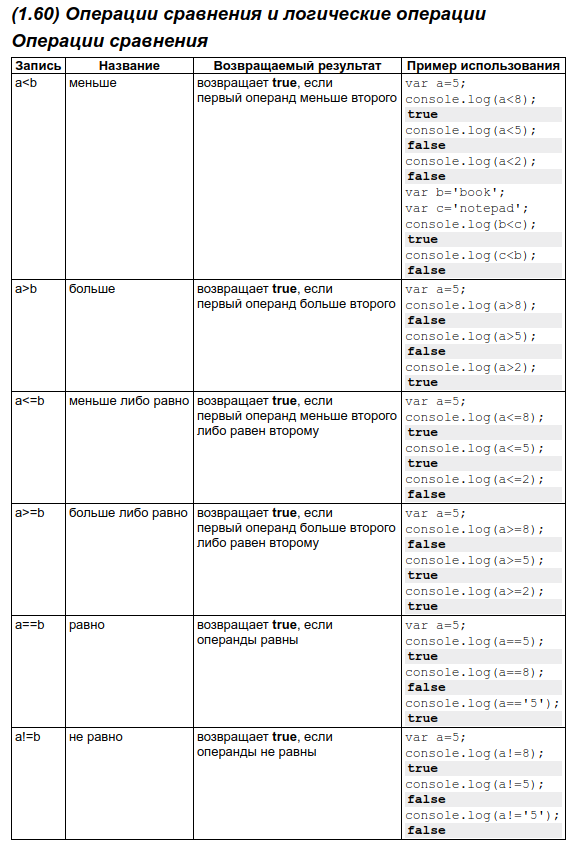 (1.60) Операции сравнения и логические операции
Операции сравнения
Запись Название Возвращаемый результат Пример использования
a<b меньше возвращает true, если var a=5;
первый операнд меньше второго console.log(a<8);
true
console.log(a<5);
false
console.log(a<2);
false
var b='book';
var c='notepad';
console.log(b<c);
true
console.log(c<b);
false
a>b больше возвращает true, если var a=5;
первый операнд больше второго console.log(a>8);
false
console.log(a>5);
false
console.log(a>2);
true
a<=b меньше либо равно возвращает true, если var a=5;
первый операнд меньше второго console.log(a<=8);
либо равен второму true
console.log(a<=5);
true
console.log(a<=2);
false
a>=b больше либо равно возвращает true, если var a=5;
первый операнд больше второго console.log(a>=8);
либо равен второму false
console.log(a>=5);
true
console.log(a>=2);
true
a==b равно возвращает true, если var a=5;
операнды равны console.log(a==5);
true
console.log(a==8);
false
console.log(a=='5');
true
a!=b не равно возвращает true, если var a=5;
операнды не равны console.log(a!=8);
true
console.log(a!=5);
false
console.log(a!='5');
false